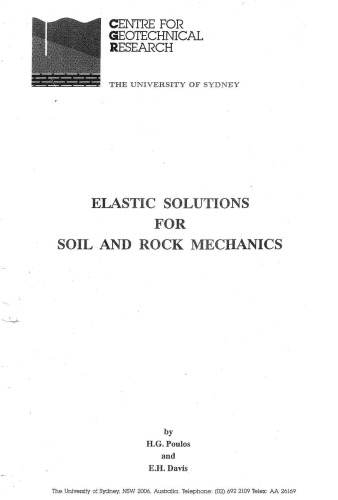 CENTRE FOR
GEOTECHNICAL
RESEARCH
THE UNIVERSITY OF SYDNEY
ELASTIC SOLUTIONS
FOR
SOIL AND ROCK MECHANICS
by
H.G. Poulos
and
E.H. Davis
The University of Sydney, NSW 2006, Australia. Telephone: (02) 692 2109 Telex: AA 26169